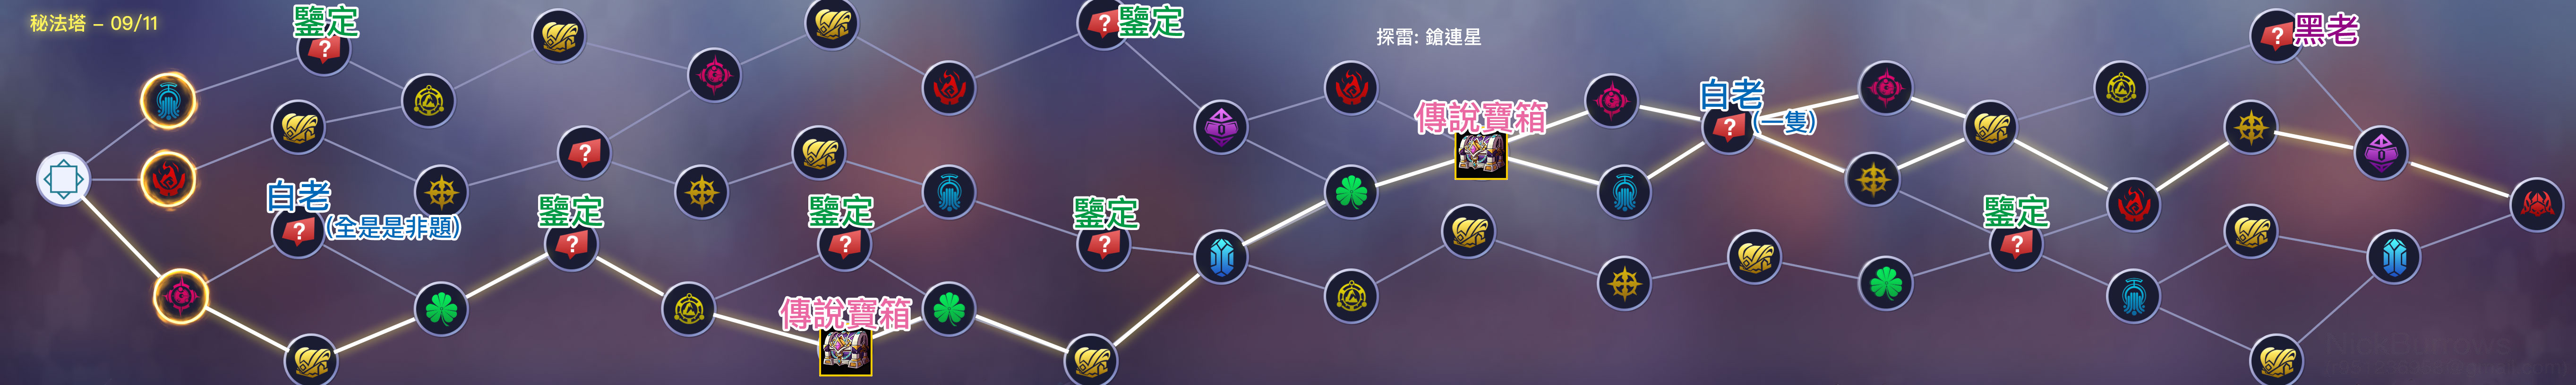 秘法塔 – 09/11
鑒定
鑒定
探雷: 鎗連星
黑老
傳說寶箱
白老
(一隻)
白老
(全是是非題)
鑒定
鑒定
鑒定
鑒定
傳說寶箱